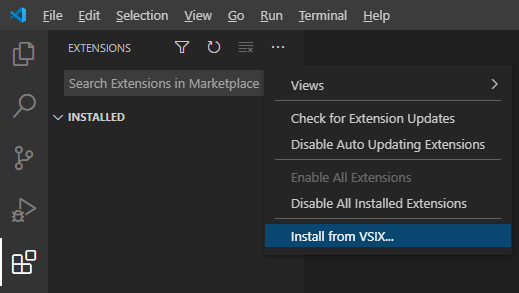 File Edit Selection View Go Run Terminal Help
EXTENSIONS
Search Extensions in Marketplace
INSTALLED
Views
Check for Extension Updates
Disable Auto Updating Extensions
Enable All Extensions
Disable All Installed Extensions
Install from VSIX...